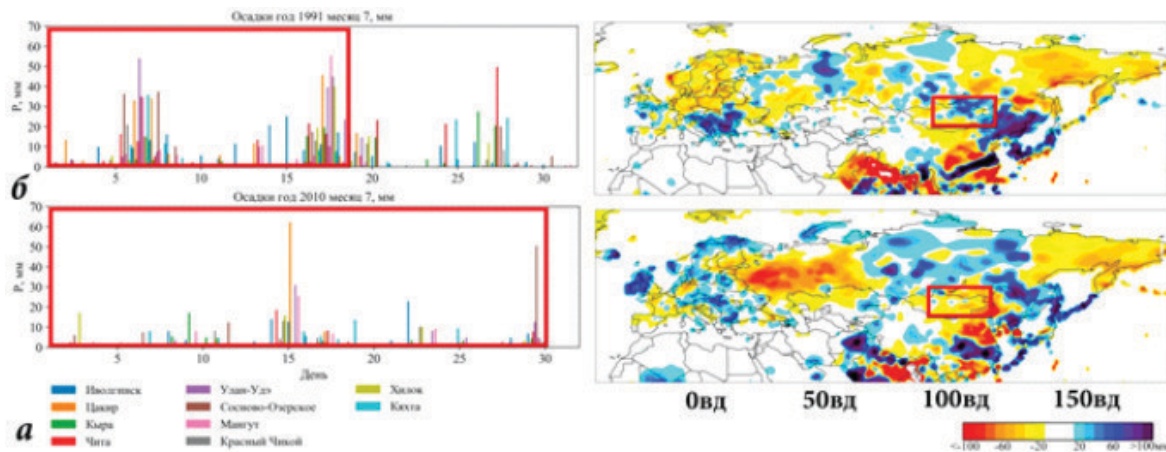 Осадки год 1991 месяц 7, мм
70
60
50
40
30
20
10
0
Р, мм
5 10 15 20 25 30
б
Осадки год 2010 месяц 7, мм
70
60
50
40
30
20
10
0
Р, мм
5 10 15 20 25 30
День
Иволгинск Улан-Удэ Хилок
Цакир Сосново-Озерское Кяхта
Кыра Мангут
Чита Красный Чикой
а
0вд 50вд 100вд 150вд
<-100 -60 -20 20 60 >100мм